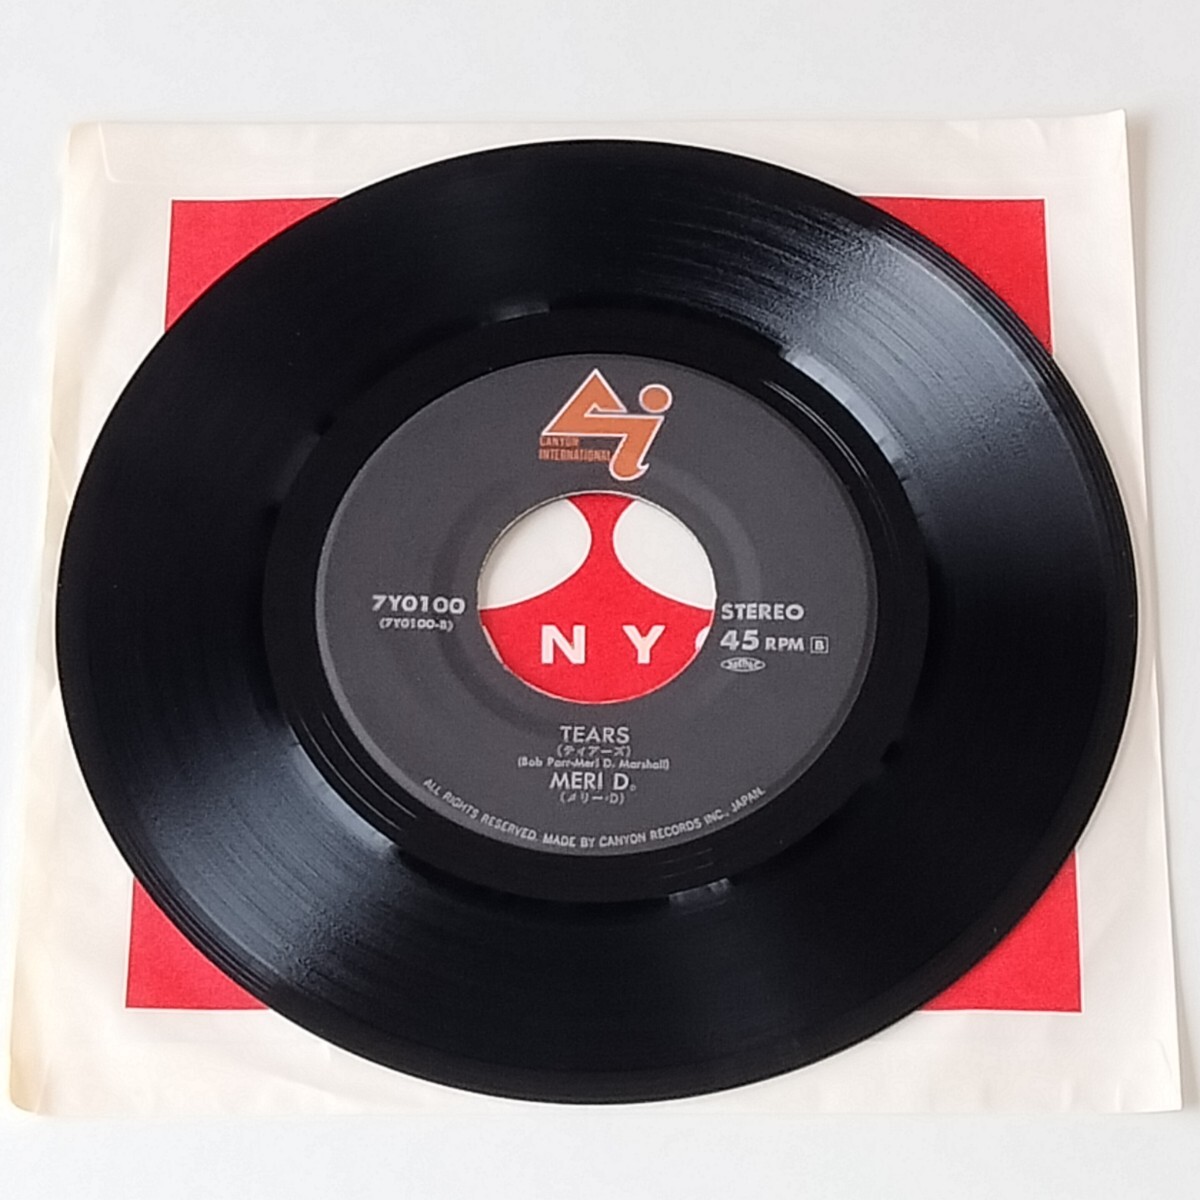 CANYON
INTERNATIONAL
7Y0100
(7Y0100-B)
STEREO
45 RPM B
N Y
TEARS
(ティアーズ)
(Bob Parr-Meri D. Marshall)
MERI D.
(メリー・D)
ALL RIGHTS RESERVED. MADE BY CANYON RECORDS INC., JAPAN.